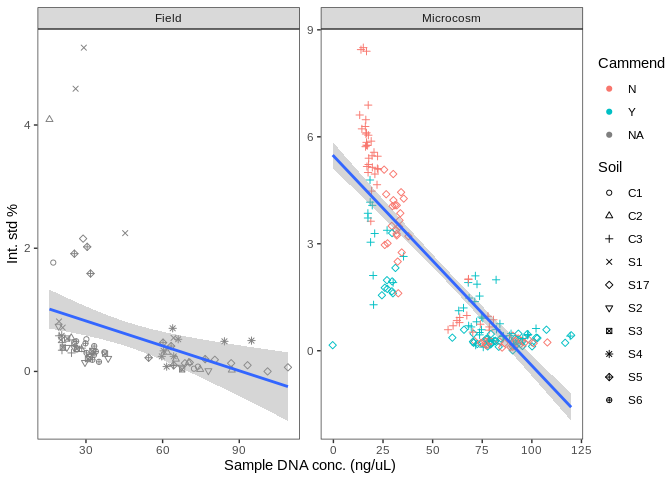 Field
Microcosm
Int. std %
4
2
0
30
60
90
9
6
3
0
0
25
50
75
100
125
Sample DNA conc. (ng/uL)
Cammend
N
Y
NA
Soil
C1
C2
C3
S1
S17
S2
S3
S4
S5
S6